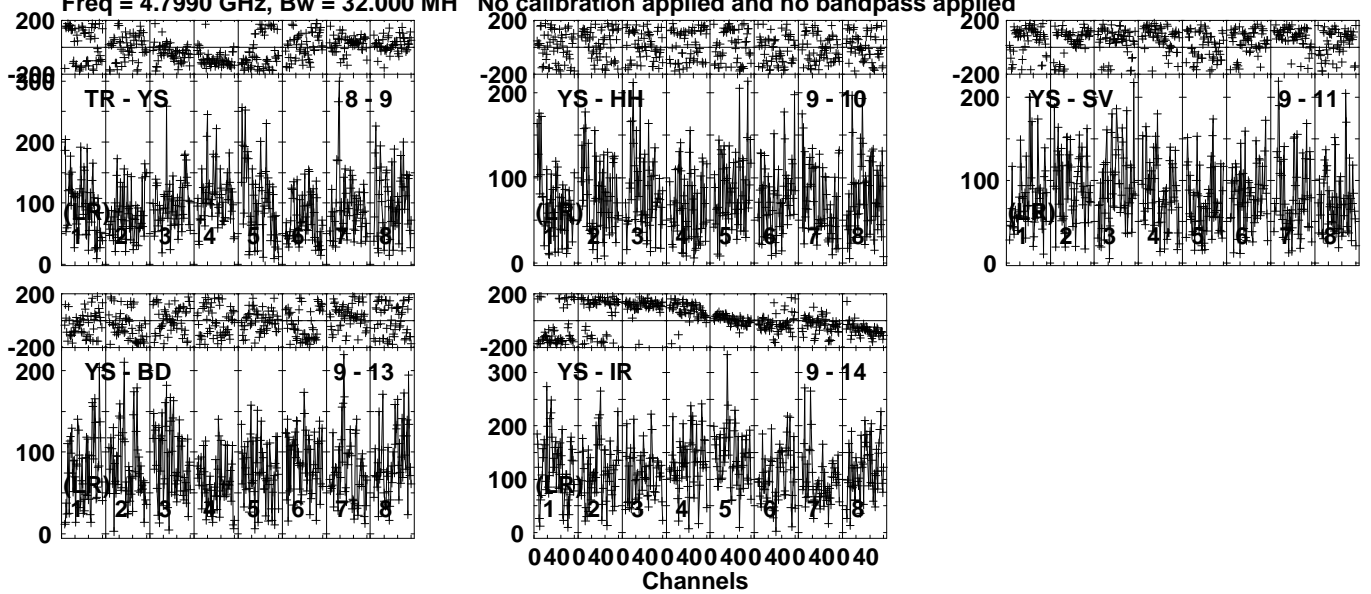 Freq = 4.7990 GHz, Bw = 32.000 MH No calibration applied and no bandpass applied
200
-200
300
200
100
0
TR - YS 8 - 9
(LR)
1 2 3 4 5 6 7 8
200
-200
200
100
0
YS - HH 9 - 10
(LR)
1 2 3 4 5 6 7 8
200
-200
200
100
0
YS - SV 9 - 11
(LR)
1 2 3 4 5 6 7 8
200
-200
200
100
0
YS - BD 9 - 13
(LR)
1 2 3 4 5 6 7 8
200
-200
300
200
100
0
YS - IR 9 - 14
(LR)
1 2 3 4 5 6 7 8
0 40 0 40 0 40 0 40 0 40 0 40 0 40 0 40
Channels